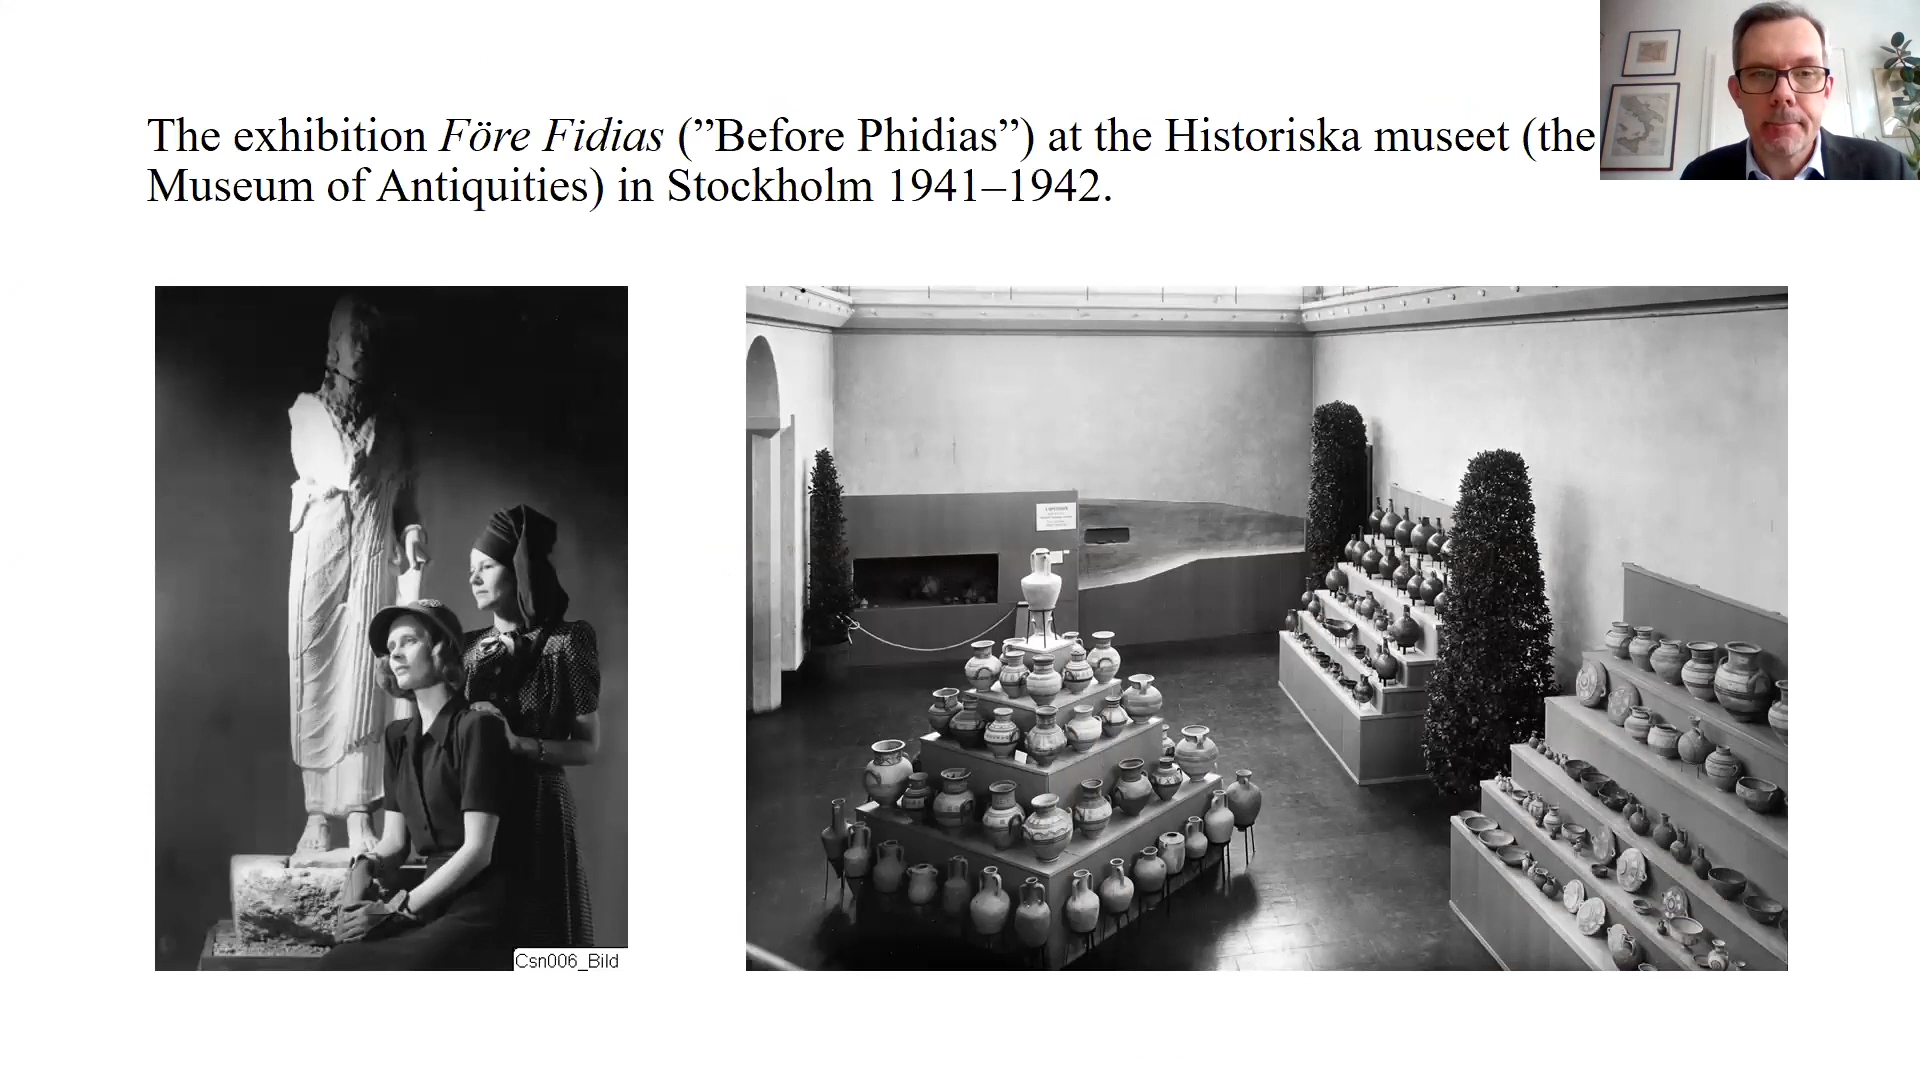 The exhibition Före Fidias (”Before Phidias”) at the Historiska museet (the
Museum of Antiquities) in Stockholm 1941–1942.
Csn006_Bild